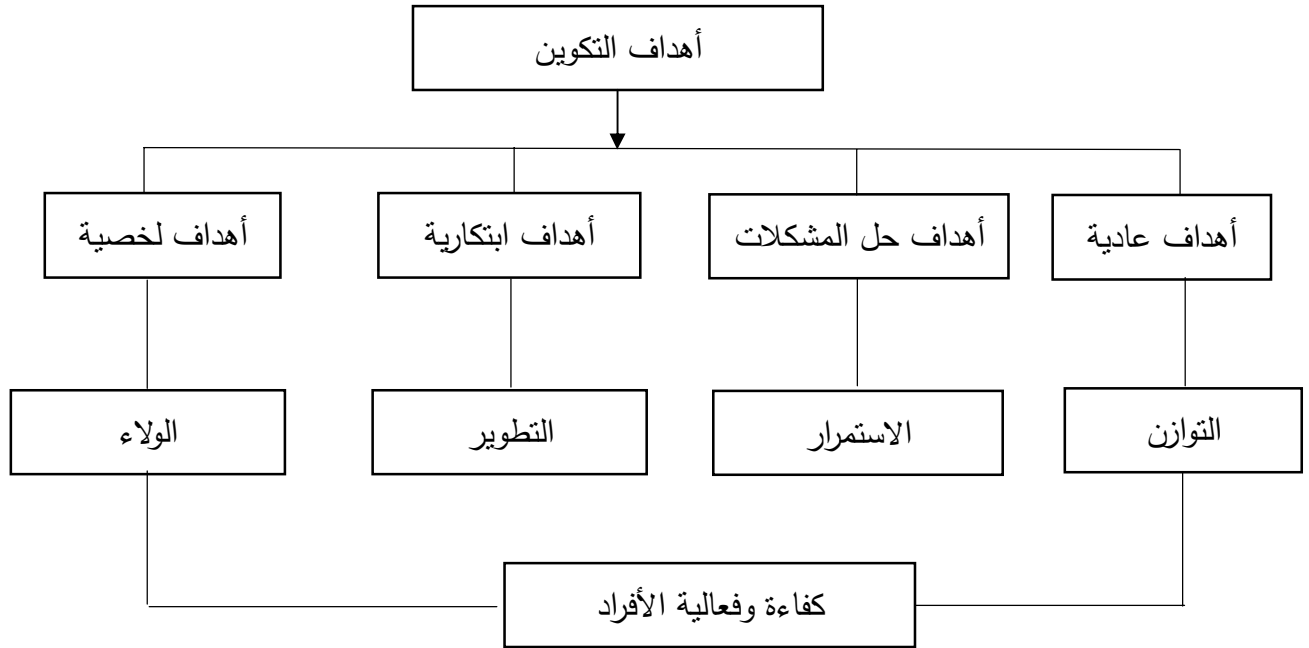 أهداف التكوين
أهداف عادية
أهداف حل المشكلات
أهداف ابتكارية
أهداف لخصية
التوازن
الاستمرار
التطوير
الولاء
كفاءة وفعالية الأفراد